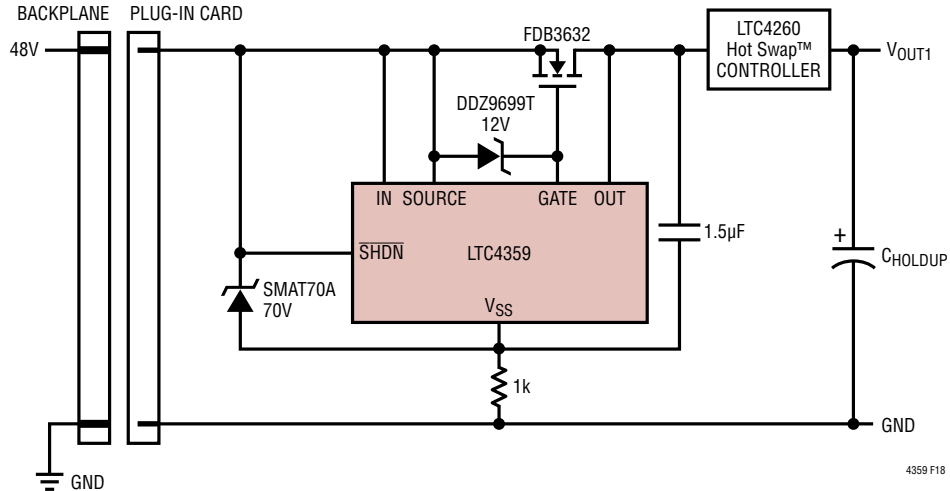 BACKPLANE
PLUG-IN CARD
48V
FDB3632
LTC4260
Hot Swap™
CONTROLLER
VOUT1
DDZ9699T
12V
IN
SOURCE
GATE
OUT
SHDN
LTC4359
1.5µF
+
CHOLDUP
SMAT70A
70V
VSS
1k
GND
GND
4359 F18